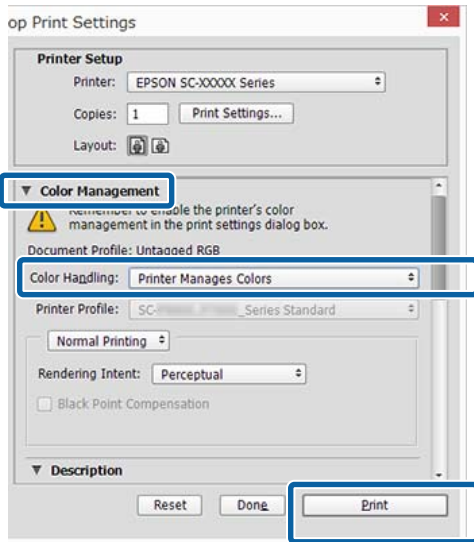 op Print Settings
Printer Setup
Printer: EPSON SC-XXXXX Series
Copies: 1 Print Settings...
Layout:
Color Management
Remember to enable the printer's color
management in the print settings dialog box.
Document Profile: Untagged RGB
Color Handling: Printer Manages Colors
Printer Profile: SC- _Series Standard
Normal Printing
Rendering Intent: Perceptual
Black Point Compensation
Description
Reset Done Print